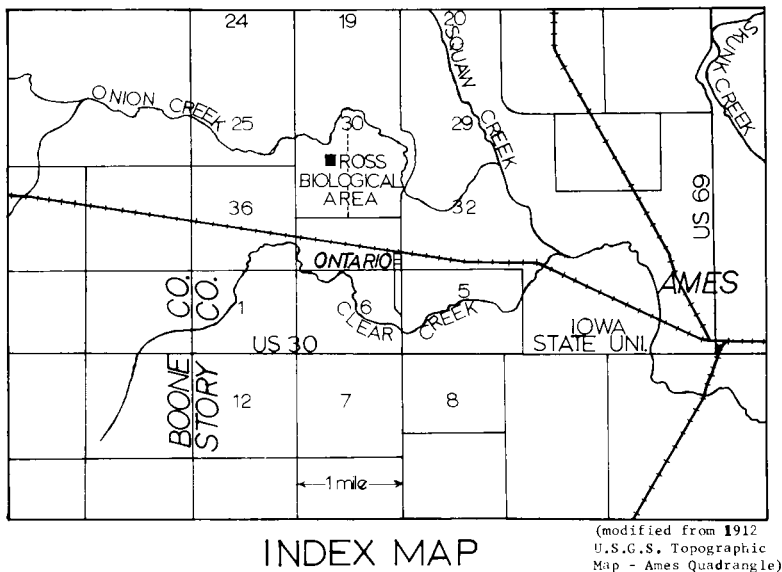 24
19
20
SQUAW CREEK
SKUNK CREEK
ONION CREEK
25
30
29
ROSS
BIOLOGICAL
AREA
36
32
US 69
ONTARIO
AMES
BOONE CO.
STORY CO.
1
6
5
CLEAR CREEK
IOWA
STATE UNI.
US 30
12
7
8
1 mile
INDEX MAP
(modified from 1912
U.S.G.S. Topographic
Map - Ames Quadrangle)